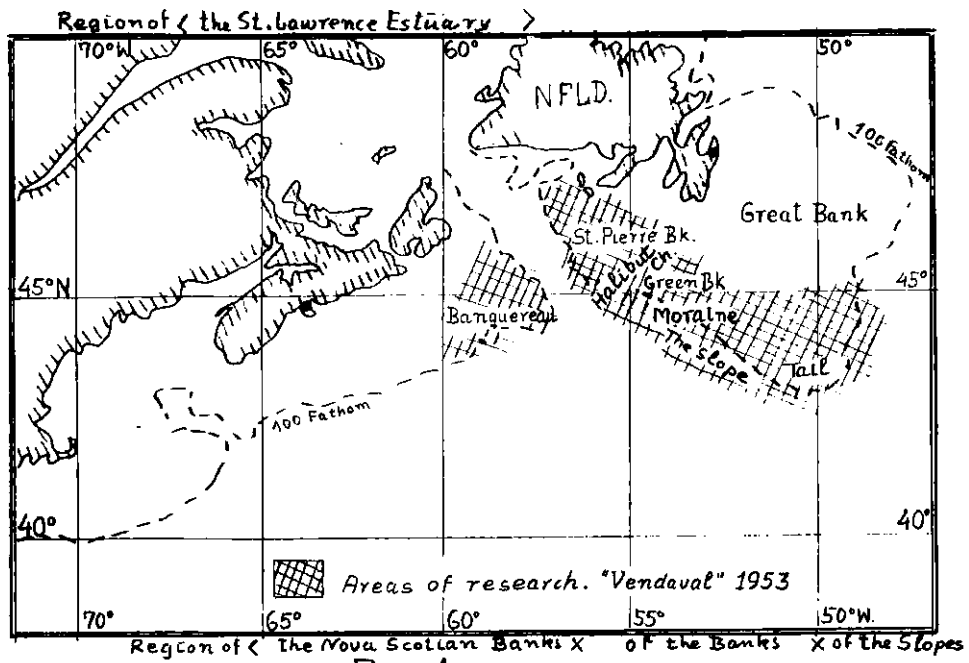 Region of < the St. Lawrence Estuary >
70°W 65° 60° 50°
NFLD.
100 Fathom
Great Bank
St. Pierre Bk.
Halibut Ch.
45°N Green Bk 45°
Banquereau Moraine
The Slope
Tail
100 Fathom
40° 40°
Areas of research. "Vendaval" 1953
70° 65° 60° 55° 50°W.
Region of < the Nova Scotian Banks x of the Banks x of the Slopes